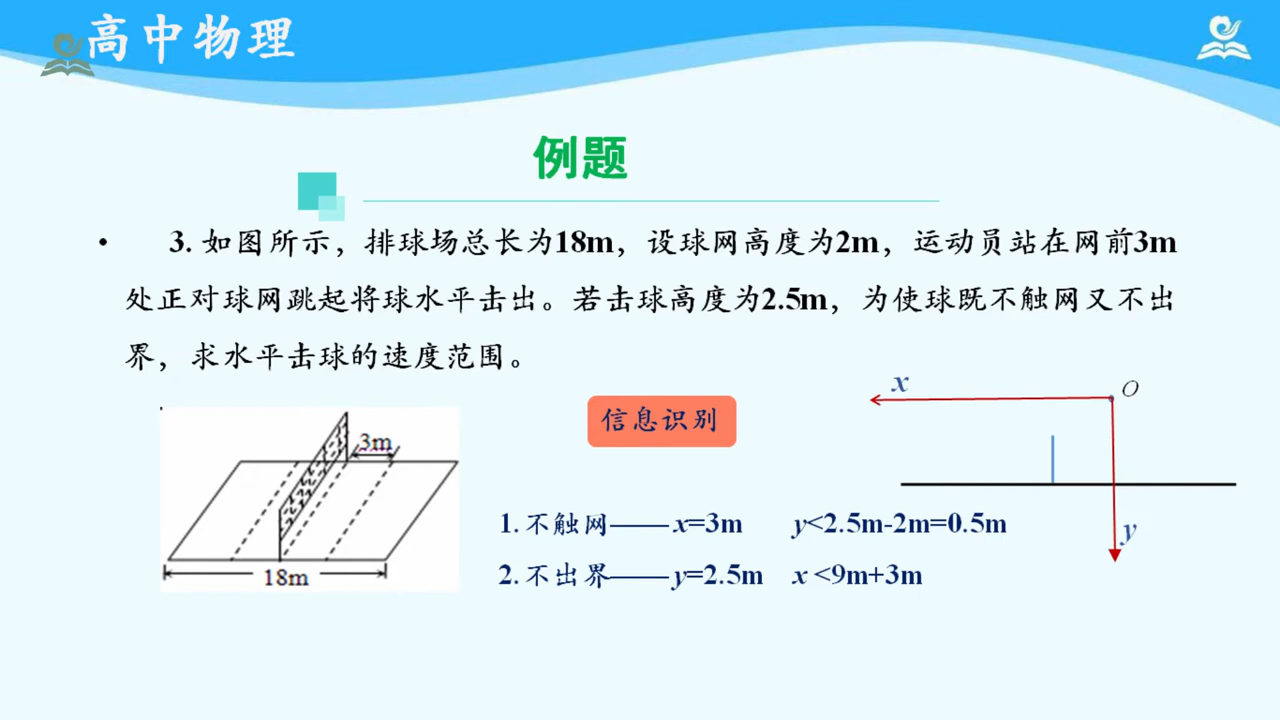 高中物理
例题
• 3. 如图所示，排球场总长为18m，设球网高度为2m，运动员站在网前3m
处正对球网跳起将球水平击出。若击球高度为2.5m，为使球既不触网又不出
界，求水平击球的速度范围。
x
O
信息识别
3m
1. 不触网—— x=3m y<2.5m-2m=0.5m
y
2. 不出界—— y=2.5m x <9m+3m
18m